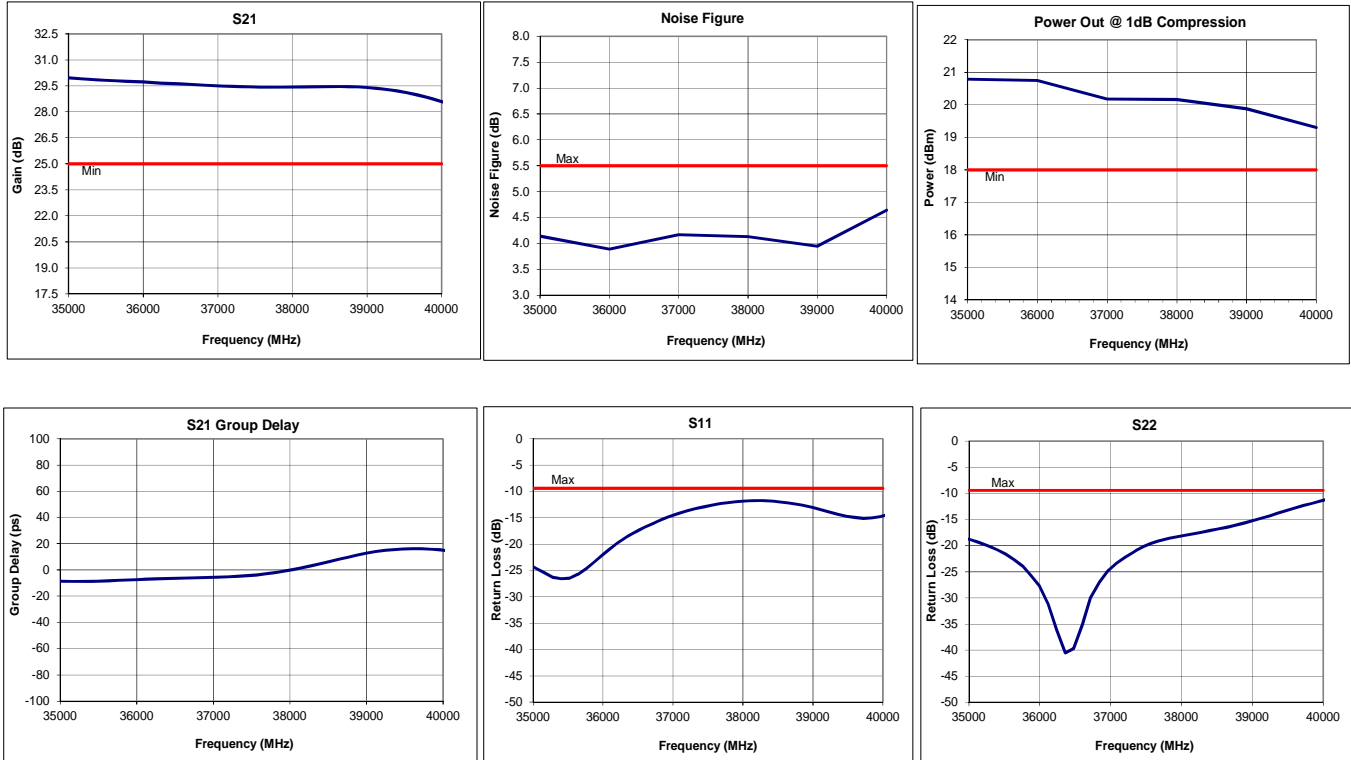 S21
Gain (dB)
32.5
31.0
29.5
28.0
26.5
25.0
23.5
22.0
20.5
19.0
17.5
Min
35000 36000 37000 38000 39000 40000
Frequency (MHz)
Noise Figure
Noise Figure (dB)
8.0
7.5
7.0
6.5
6.0
5.5
5.0
4.5
4.0
3.5
3.0
Max
35000 36000 37000 38000 39000 40000
Frequency (MHz)
Power Out @ 1dB Compression
Power (dBm)
22
21
20
19
18
17
16
15
14
Min
35000 36000 37000 38000 39000 40000
Frequency (MHz)
S21 Group Delay
Group Delay (ps)
100
80
60
40
20
0
-20
-40
-60
-80
-100
35000 36000 37000 38000 39000 40000
Frequency (MHz)
S11
Return Loss (dB)
0
-5
-10
-15
-20
-25
-30
-35
-40
-45
-50
Max
35000 36000 37000 38000 39000 40000
Frequency (MHz)
S22
Return Loss (dB)
0
-5
-10
-15
-20
-25
-30
-35
-40
-45
-50
Max
35000 36000 37000 38000 39000 40000
Frequency (MHz)